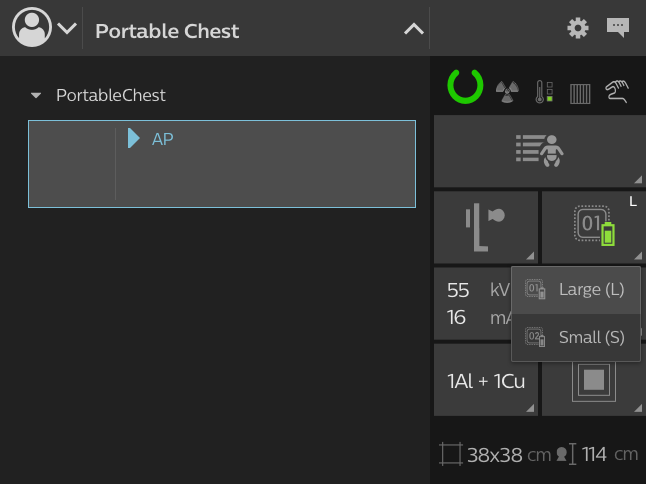 Portable Chest
PortableChest
AP
L
01
55 kV
16 mA
01 Large (L)
02 Small (S)
1Al + 1Cu
38x38 cm 114 cm